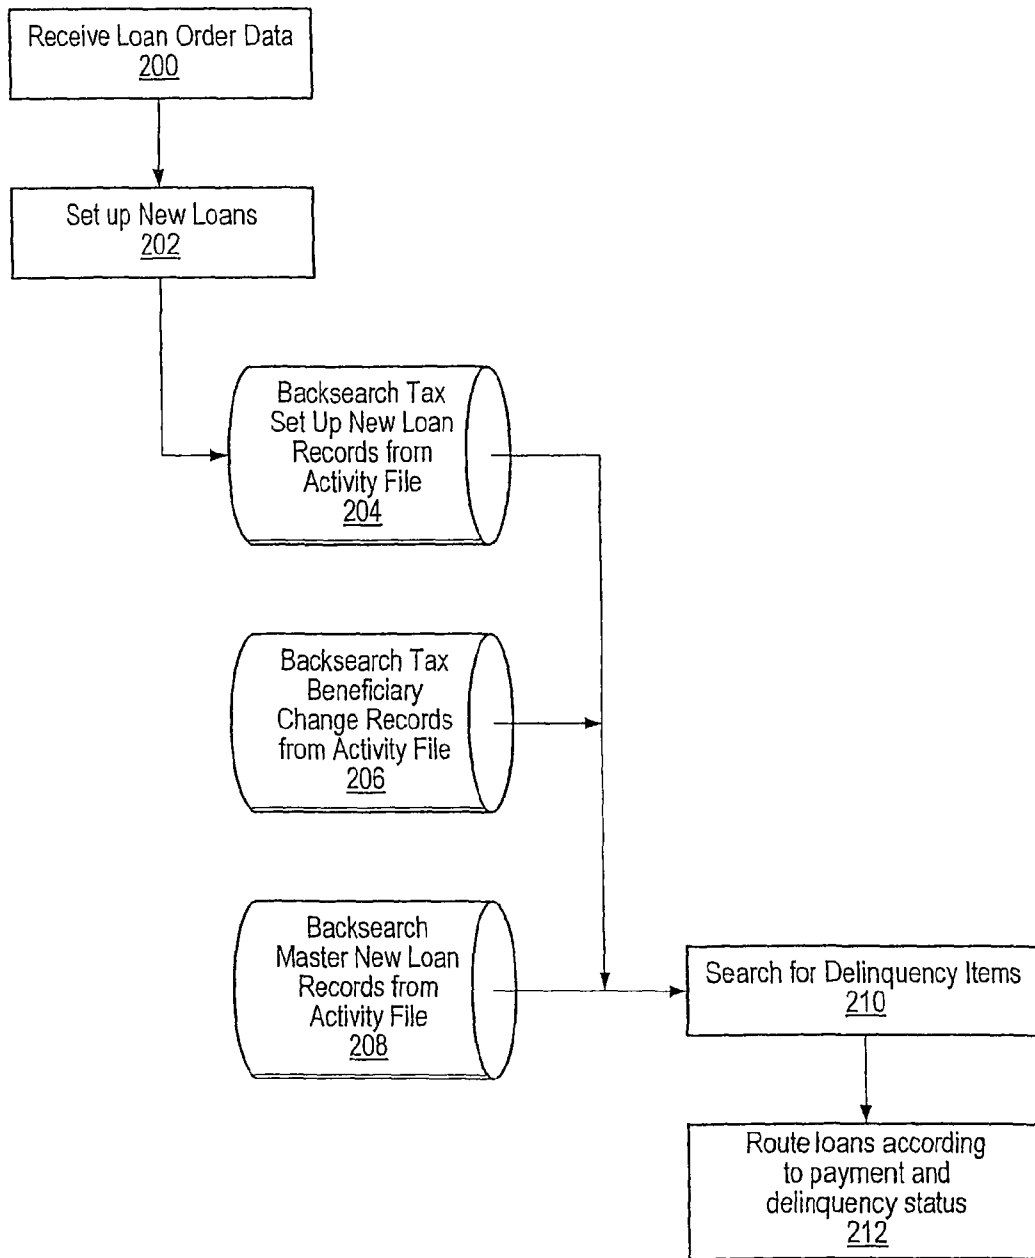 Receive Loan Order Data
200
Set up New Loans
202
Backsearch Tax
Set Up New Loan
Records from
Activity File
204
Backsearch Tax
Beneficiary
Change Records
from Activity File
206
Backsearch
Master New Loan
Records from
Activity File
208
Search for Delinquency Items
210
Route loans according
to payment and
delinquency status
212